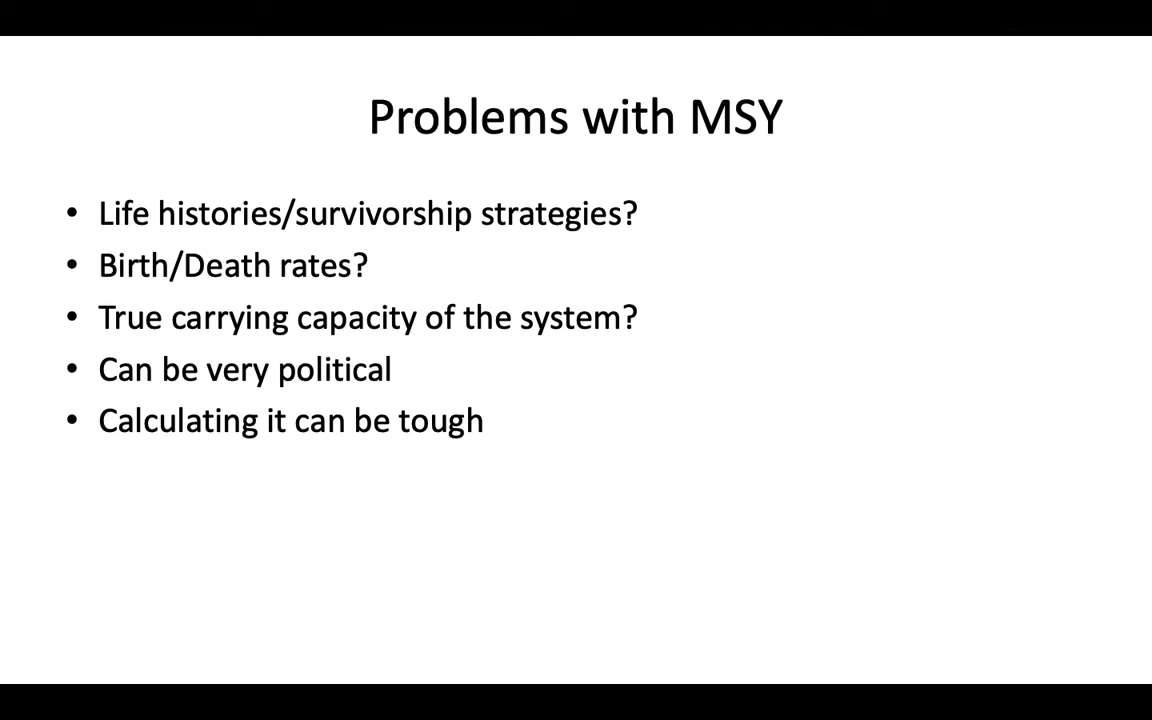 Problems with MSY
• Life histories/survivorship strategies?
• Birth/Death rates?
• True carrying capacity of the system?
• Can be very political
• Calculating it can be tough